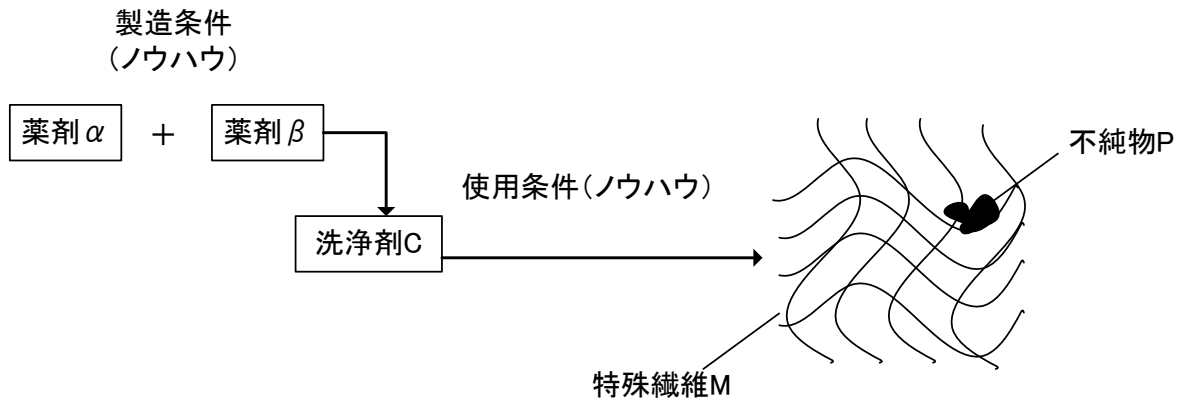 製造条件
(ノウハウ)
薬剤α + 薬剤β
不純物P
使用条件(ノウハウ)
洗浄剤C
特殊繊維M